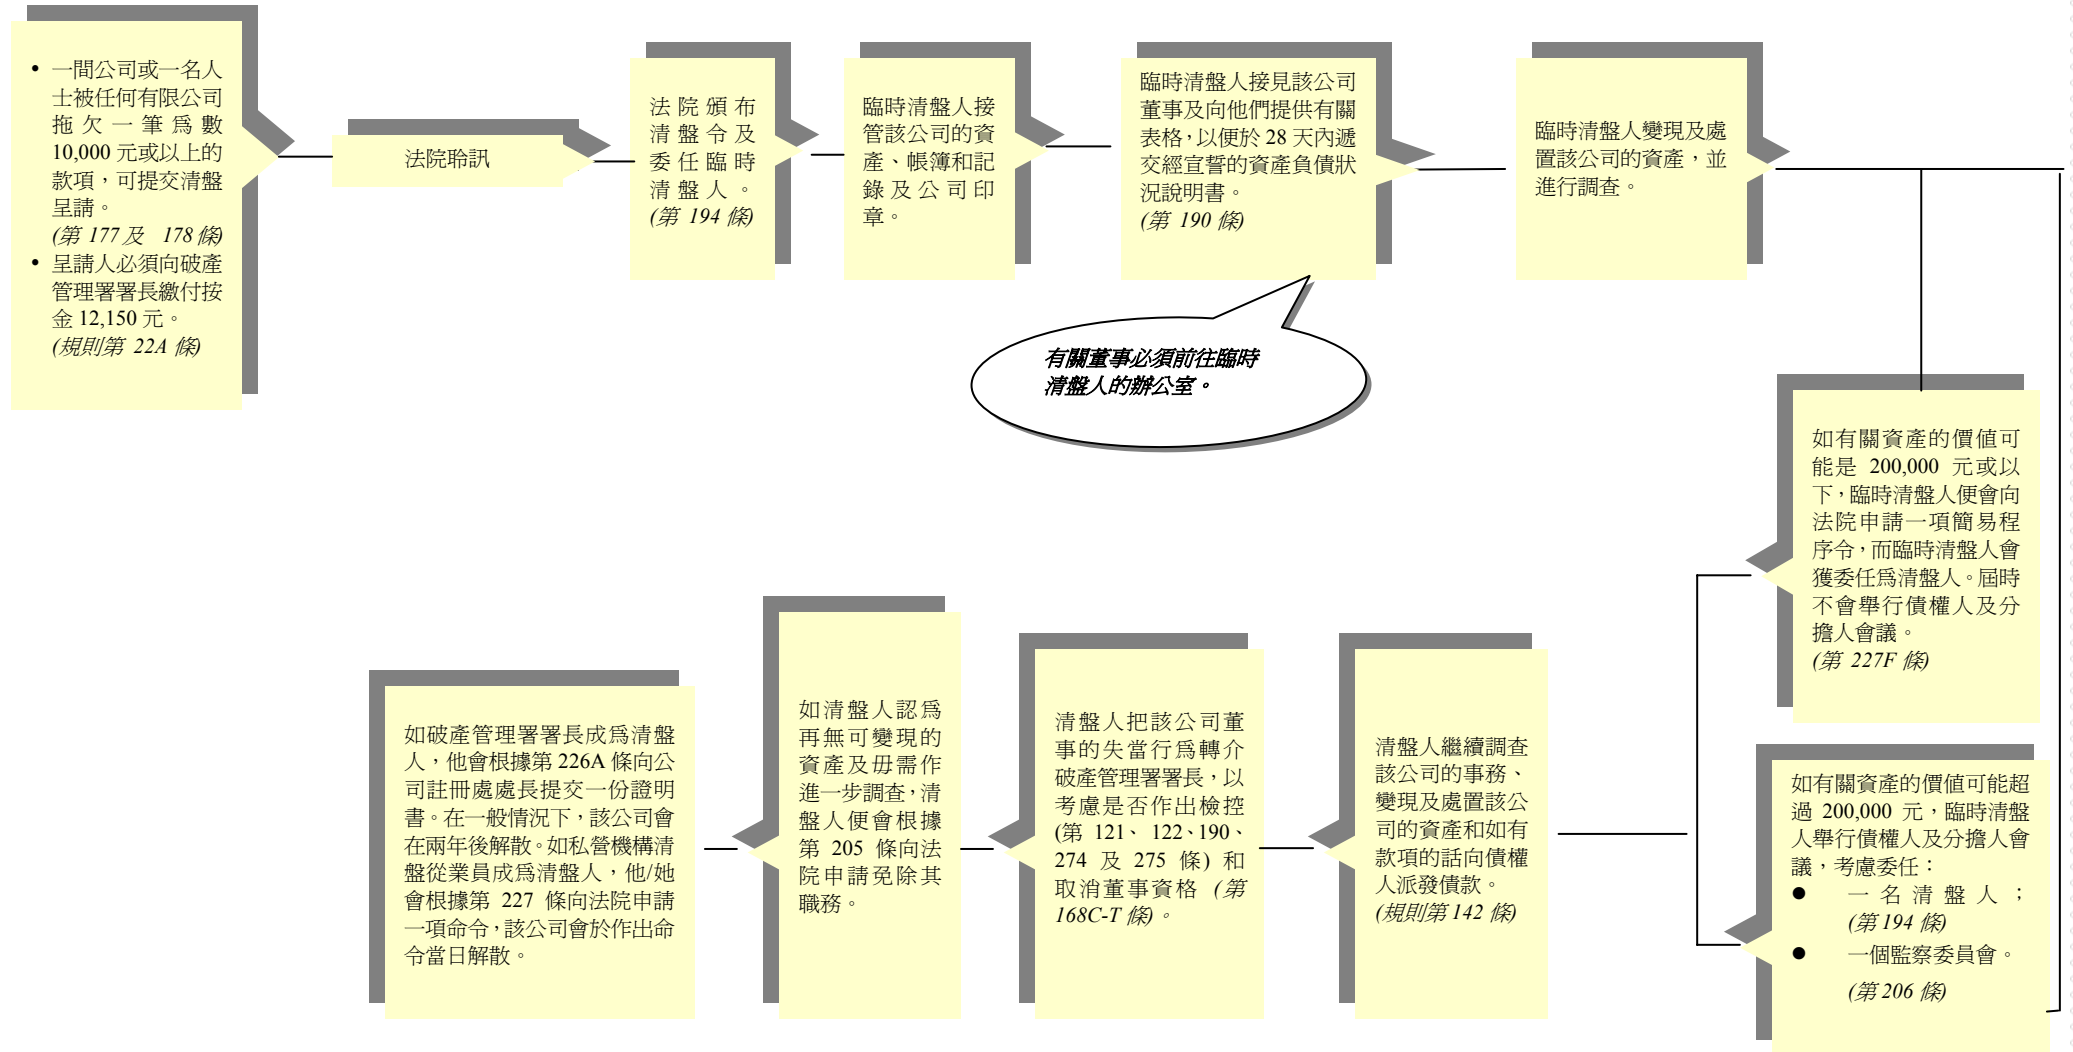 • 一間公司或一名人
士被任何有限公司
拖欠一筆爲數
10,000 元或以上的
款項，可提交清盤
呈請。
(第 177 及 178 條)
• 呈請人必須向破產
管理署署長繳付按
金 12,150 元。
(規則第 22A 條)
法院聆訊
法院頒布
清盤令及
委任臨時
清盤人。
(第 194 條)
臨時清盤人接
管該公司的資
產、帳簿和記
錄及公司印
章。
臨時清盤人接見該公司
董事及向他們提供有關
表格，以便於 28 天內遞
交經宣誓的資產負債狀
況說明書。
(第 190 條)
有關董事必須前往臨時
清盤人的辦公室。
臨時清盤人變現及處
置該公司的資產，並
進行調查。
如有關資產的價值可
能是 200,000 元或以
下，臨時清盤人便會向
法院申請一項簡易程
序令，而臨時清盤人會
獲委任爲清盤人。屆時
不會舉行債權人及分
擔人會議。
(第 227F 條)
如有關資產的價值可能超
過 200,000 元，臨時清盤
人舉行債權人及分擔人會
議，考慮委任：
● 一名清盤人；
(第 194 條)
● 一個監察委員會。
(第 206 條)
清盤人繼續調查
該公司的事務、
變現及處置該公
司的資產和如有
款項的話向債權
人派發債款。
(規則第 142 條)
清盤人把該公司董
事的失當行爲轉介
破產管理署署長，以
考慮是否作出檢控
(第 121、 122、190、
274 及 275 條) 和
取消董事資格 (第
168C-T 條)。
如清盤人認爲
再無可變現的
資產及毋需作
進一步調查，清
盤人便會根據
第 205 條向法
院申請免除其
職務。
如破產管理署署長成爲清盤
人，他會根據第 226A 條向公
司註冊處處長提交一份證明
書。在一般情況下，該公司會
在兩年後解散。如私營機構清
盤從業員成爲清盤人，他/她
會根據第 227 條向法院申請
一項命令，該公司會於作出命
令當日解散。